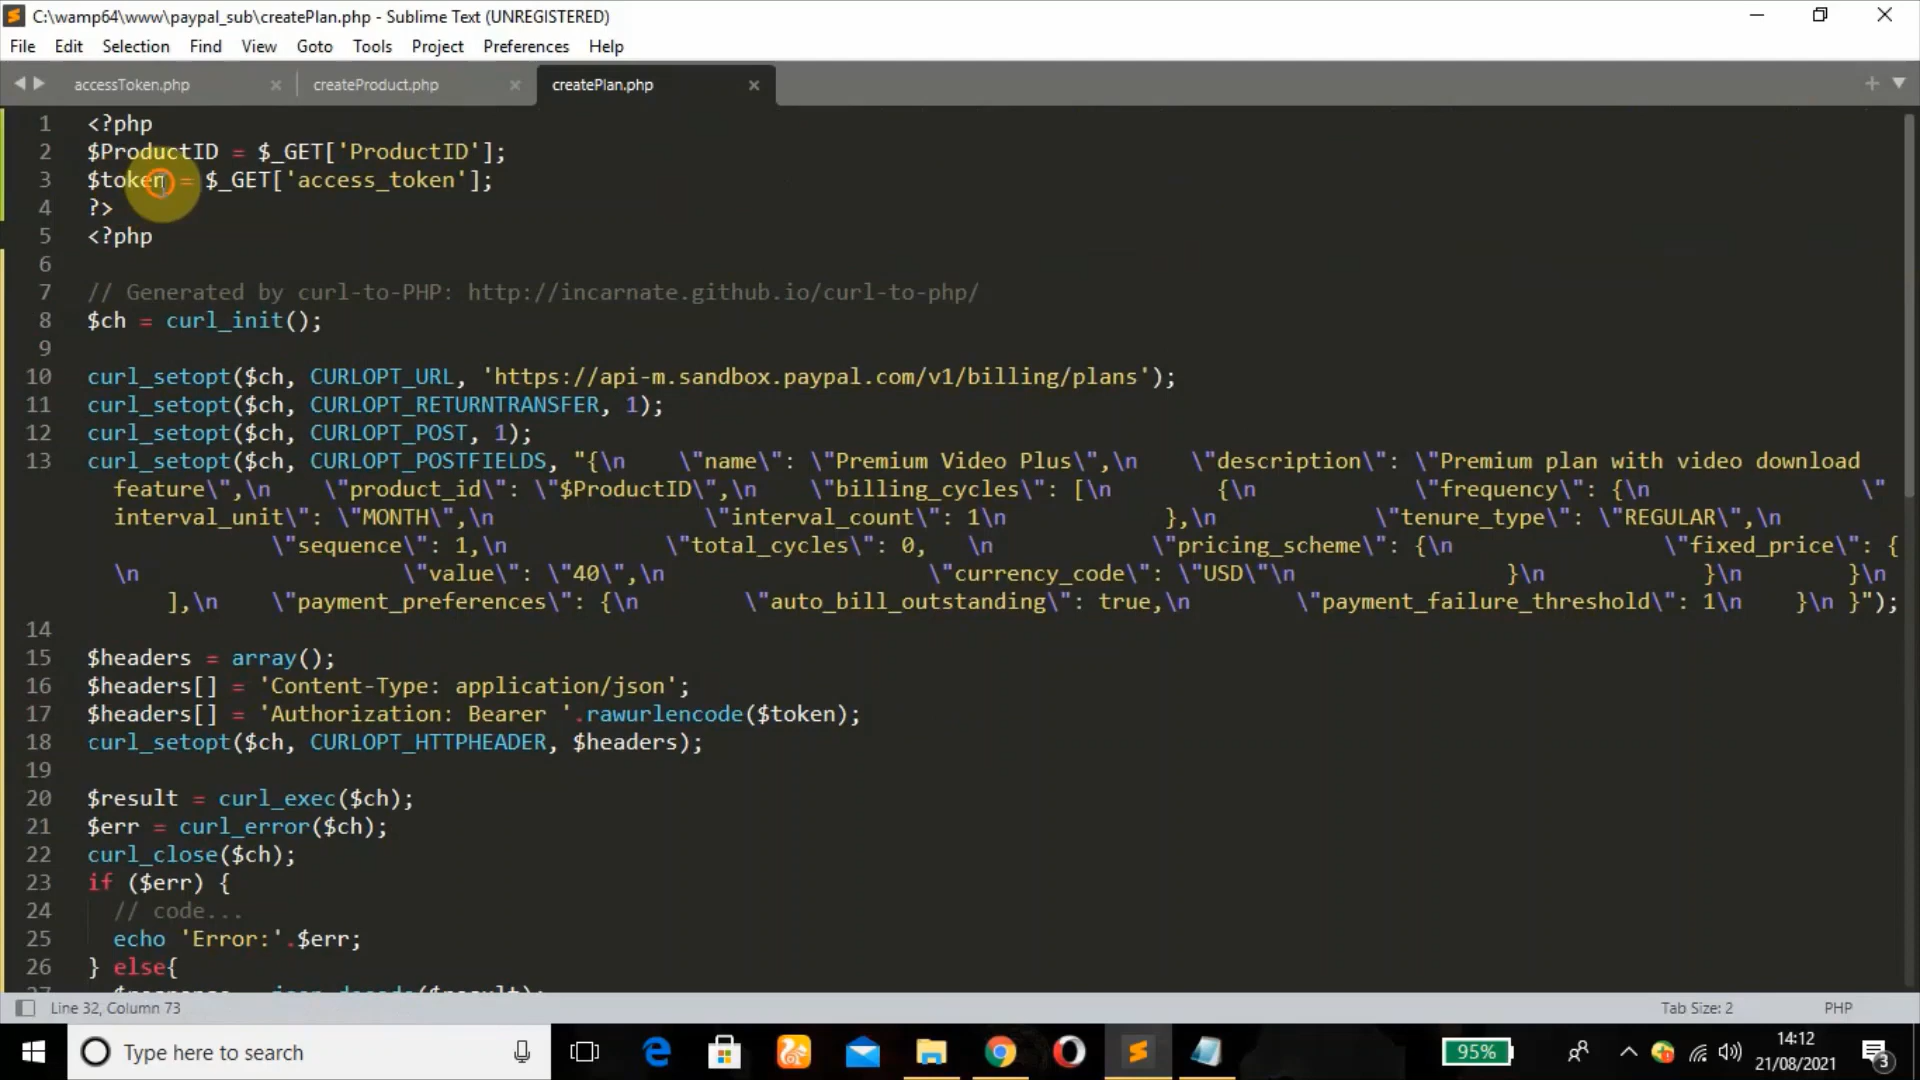 C:\wamp64\www\paypal_sub\createPlan.php - Sublime Text (UNREGISTERED)
File Edit Selection Find View Goto Tools Project Preferences Help
accessToken.php createProduct.php createPlan.php
1 <?php
2 $ProductID = $_GET['ProductID'];
3 $token = $_GET['access_token'];
4 ?>
5 <?php
6
7 // Generated by curl-to-PHP: http://incarnate.github.io/curl-to-php/
8 $ch = curl_init();
9
10 curl_setopt($ch, CURLOPT_URL, 'https://api-m.sandbox.paypal.com/v1/billing/plans');
11 curl_setopt($ch, CURLOPT_RETURNTRANSFER, 1);
12 curl_setopt($ch, CURLOPT_POST, 1);
13 curl_setopt($ch, CURLOPT_POSTFIELDS, "{\n \"name\": \"Premium Video Plus\",\n \"description\": \"Premium plan with video download
feature\",\n \"product_id\": \"$ProductID\",\n \"billing_cycles\": [\n {\n \"frequency\": {\n \"
interval_unit\": \"MONTH\",\n \"interval_count\": 1\n },\n \"tenure_type\": \"REGULAR\",\n
\"sequence\": 1,\n \"total_cycles\": 0, \n \"pricing_scheme\": {\n \"fixed_price\": {
\n \"value\": \"40\",\n \"currency_code\": \"USD\"\n }\n }\n }\n
],\n \"payment_preferences\": {\n \"auto_bill_outstanding\": true,\n \"payment_failure_threshold\": 1\n }\n }");
14
15 $headers = array();
16 $headers[] = 'Content-Type: application/json';
17 $headers[] = 'Authorization: Bearer '.rawurlencode($token);
18 curl_setopt($ch, CURLOPT_HTTPHEADER, $headers);
19
20 $result = curl_exec($ch);
21 $err = curl_error($ch);
22 curl_close($ch);
23 if ($err) {
24 // code...
25 echo 'Error:'.$err;
26 } else{
Line 32, Column 73 Tab Size: 2 PHP
Type here to search 95% 14:12
21/08/2021 3